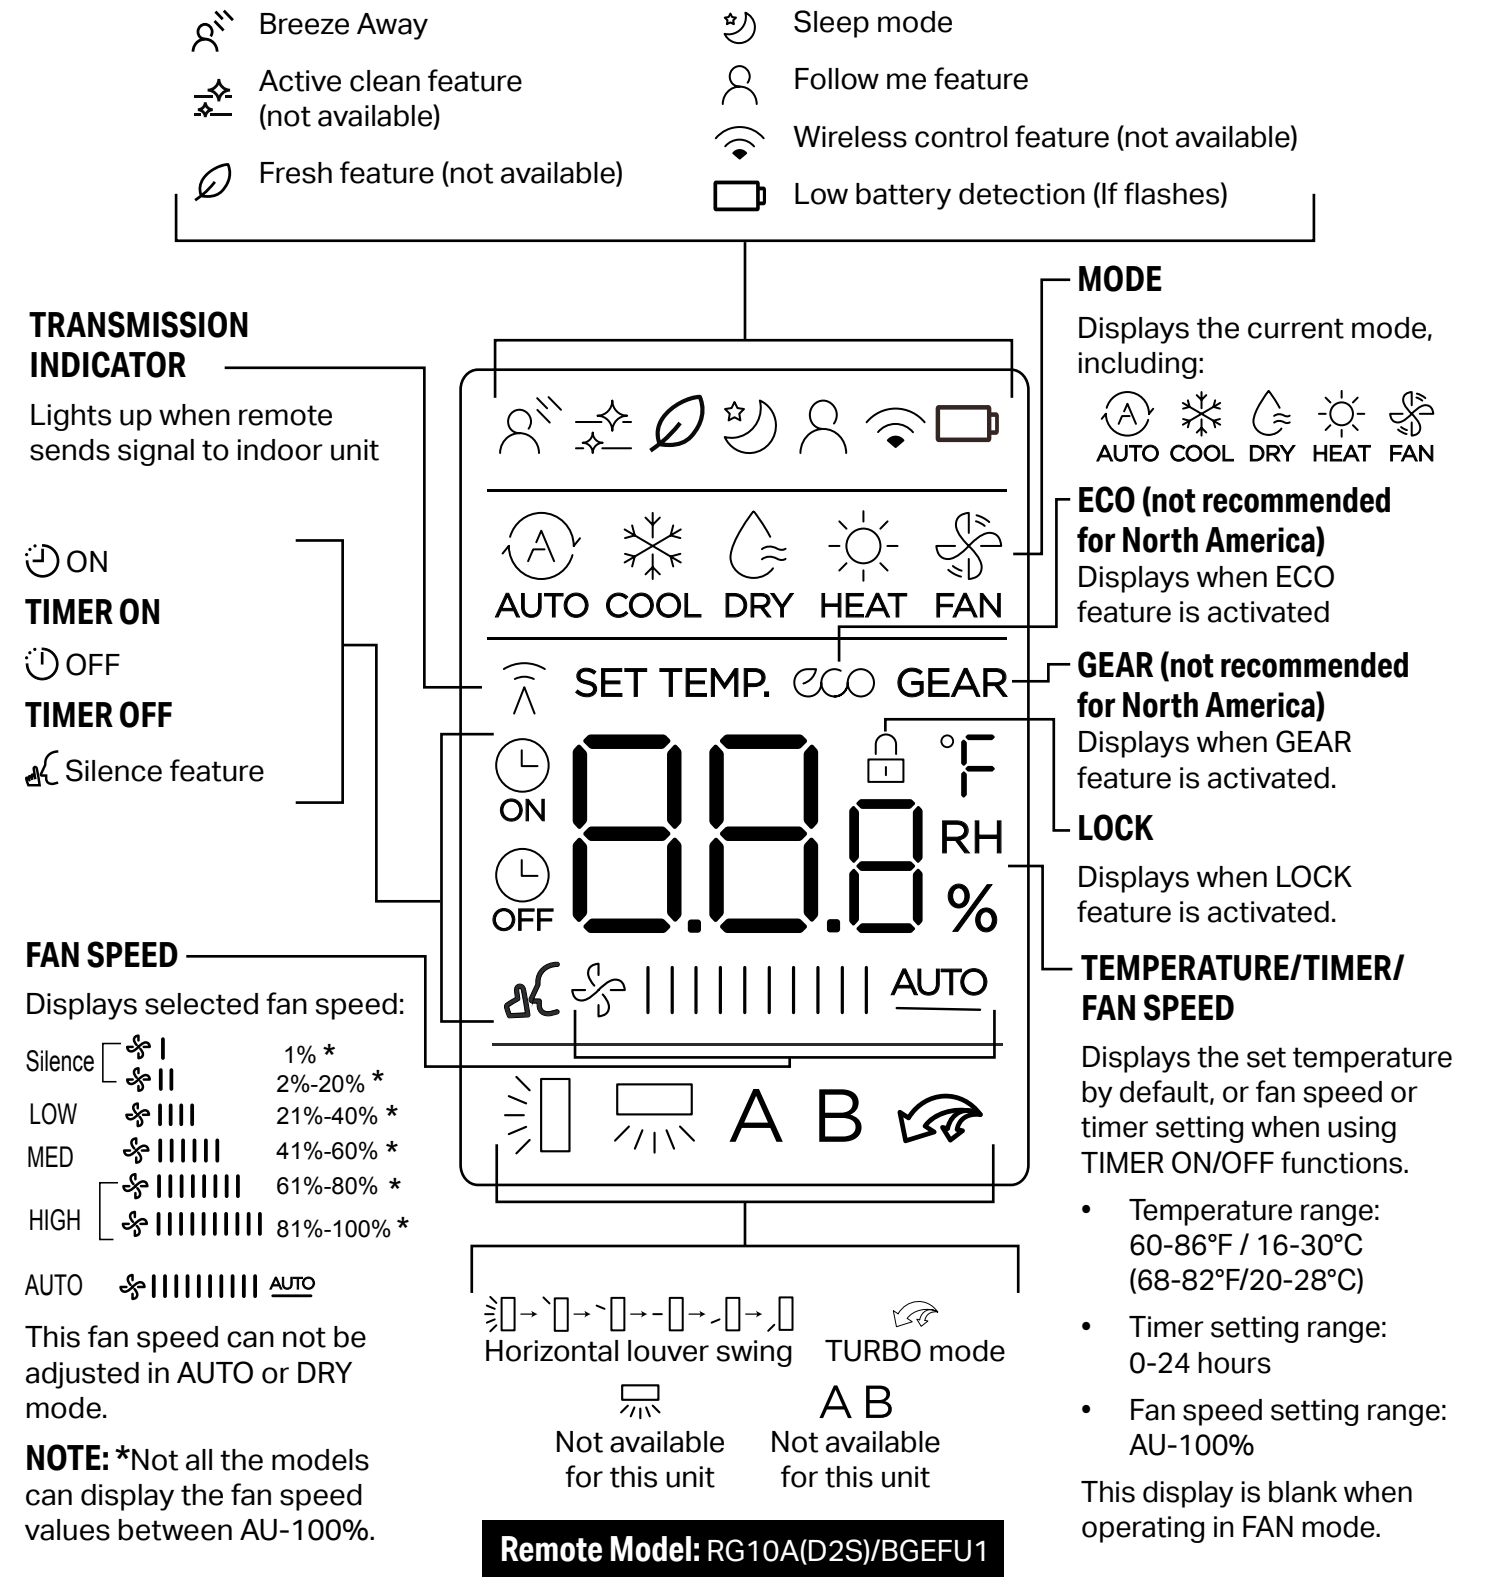 Breeze Away
Active clean feature
(not available)
Fresh feature (not available)
Sleep mode
Follow me feature
Wireless control feature (not available)
Low battery detection (If flashes)
TRANSMISSION
INDICATOR
Lights up when remote
sends signal to indoor unit
ON
TIMER ON
OFF
TIMER OFF
Silence feature
FAN SPEED
Displays selected fan speed:
Silence 1% *
2%-20% *
LOW 21%-40% *
MED 41%-60% *
61%-80% *
HIGH 81%-100% *
AUTO AUTO
This fan speed can not be
adjusted in AUTO or DRY
mode.
NOTE: *Not all the models
can display the fan speed
values between AU-100%.
A
AUTO COOL DRY HEAT FAN
SET TEMP. eco GEAR
°F
ON
RH
OFF
%
8.8.8
AUTO
A B
Horizontal louver swing
TURBO mode
Not available
for this unit
A B
Not available
for this unit
Remote Model: RG10A(D2S)/BGEFU1
MODE
Displays the current mode,
including:
A
AUTO COOL DRY HEAT FAN
ECO (not recommended
for North America)
Displays when ECO
feature is activated
GEAR (not recommended
for North America)
Displays when GEAR
feature is activated.
LOCK
Displays when LOCK
feature is activated.
TEMPERATURE/TIMER/
FAN SPEED
Displays the set temperature
by default, or fan speed or
timer setting when using
TIMER ON/OFF functions.
• Temperature range:
60-86°F / 16-30°C
(68-82°F/20-28°C)
• Timer setting range:
0-24 hours
• Fan speed setting range:
AU-100%
This display is blank when
operating in FAN mode.